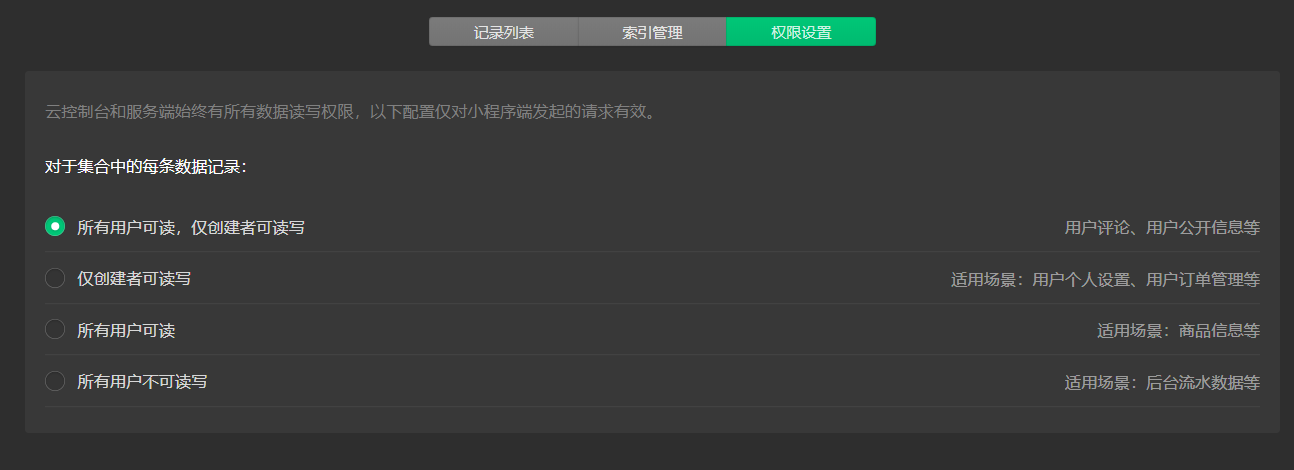 记录列表 索引管理 权限设置
云控制台和服务端始终有所有数据读写权限，以下配置仅对小程序端发起的请求有效。
对于集合中的每条数据记录：
所有用户可读，仅创建者可读写 用户评论、用户公开信息等
仅创建者可读写 适用场景：用户个人设置、用户订单管理等
所有用户可读 适用场景：商品信息等
所有用户不可读写 适用场景：后台流水数据等